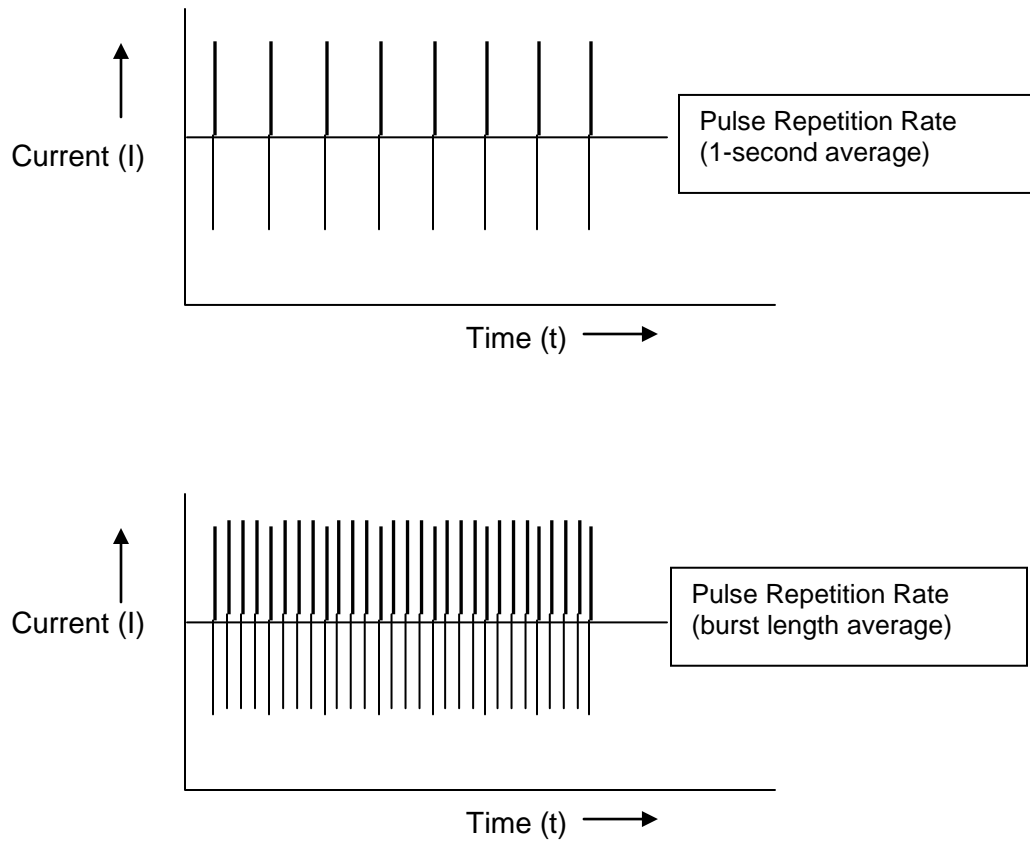 Current (I)
Pulse Repetition Rate
(1-second average)
Time (t)
Current (I)
Pulse Repetition Rate
(burst length average)
Time (t)